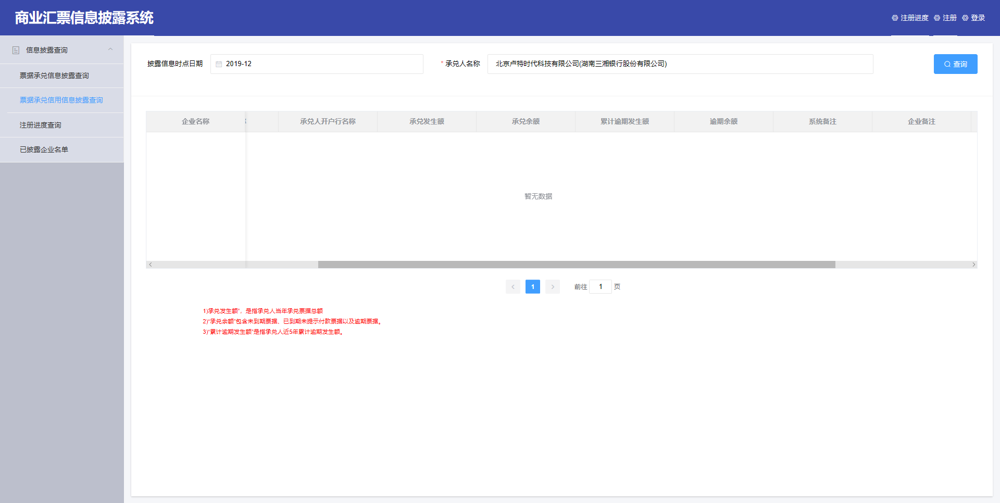 商业汇票信息披露系统
注册进度 注册 登录
信息披露查询
票据承兑信息披露查询
票据承兑信用信息披露查询
注册进度查询
已披露企业名单
披露信息时点日期 2019-12 *承兑人名称 北京卢特时代科技有限公司(湖南三湘银行股份有限公司) 查询
企业名称 承兑人开户行名称 承兑发生额 承兑余额 累计逾期发生额 逾期余额 系统备注 企业备注
暂无数据
1 前往 1 页
1)承兑发生额”，是指承兑人当年承兑票据总额
2)“承兑余额”包含未到期票据、已到期未提示付款票据以及逾期票据。
3)“累计逾期发生额”是指承兑人近5年累计逾期发生额。